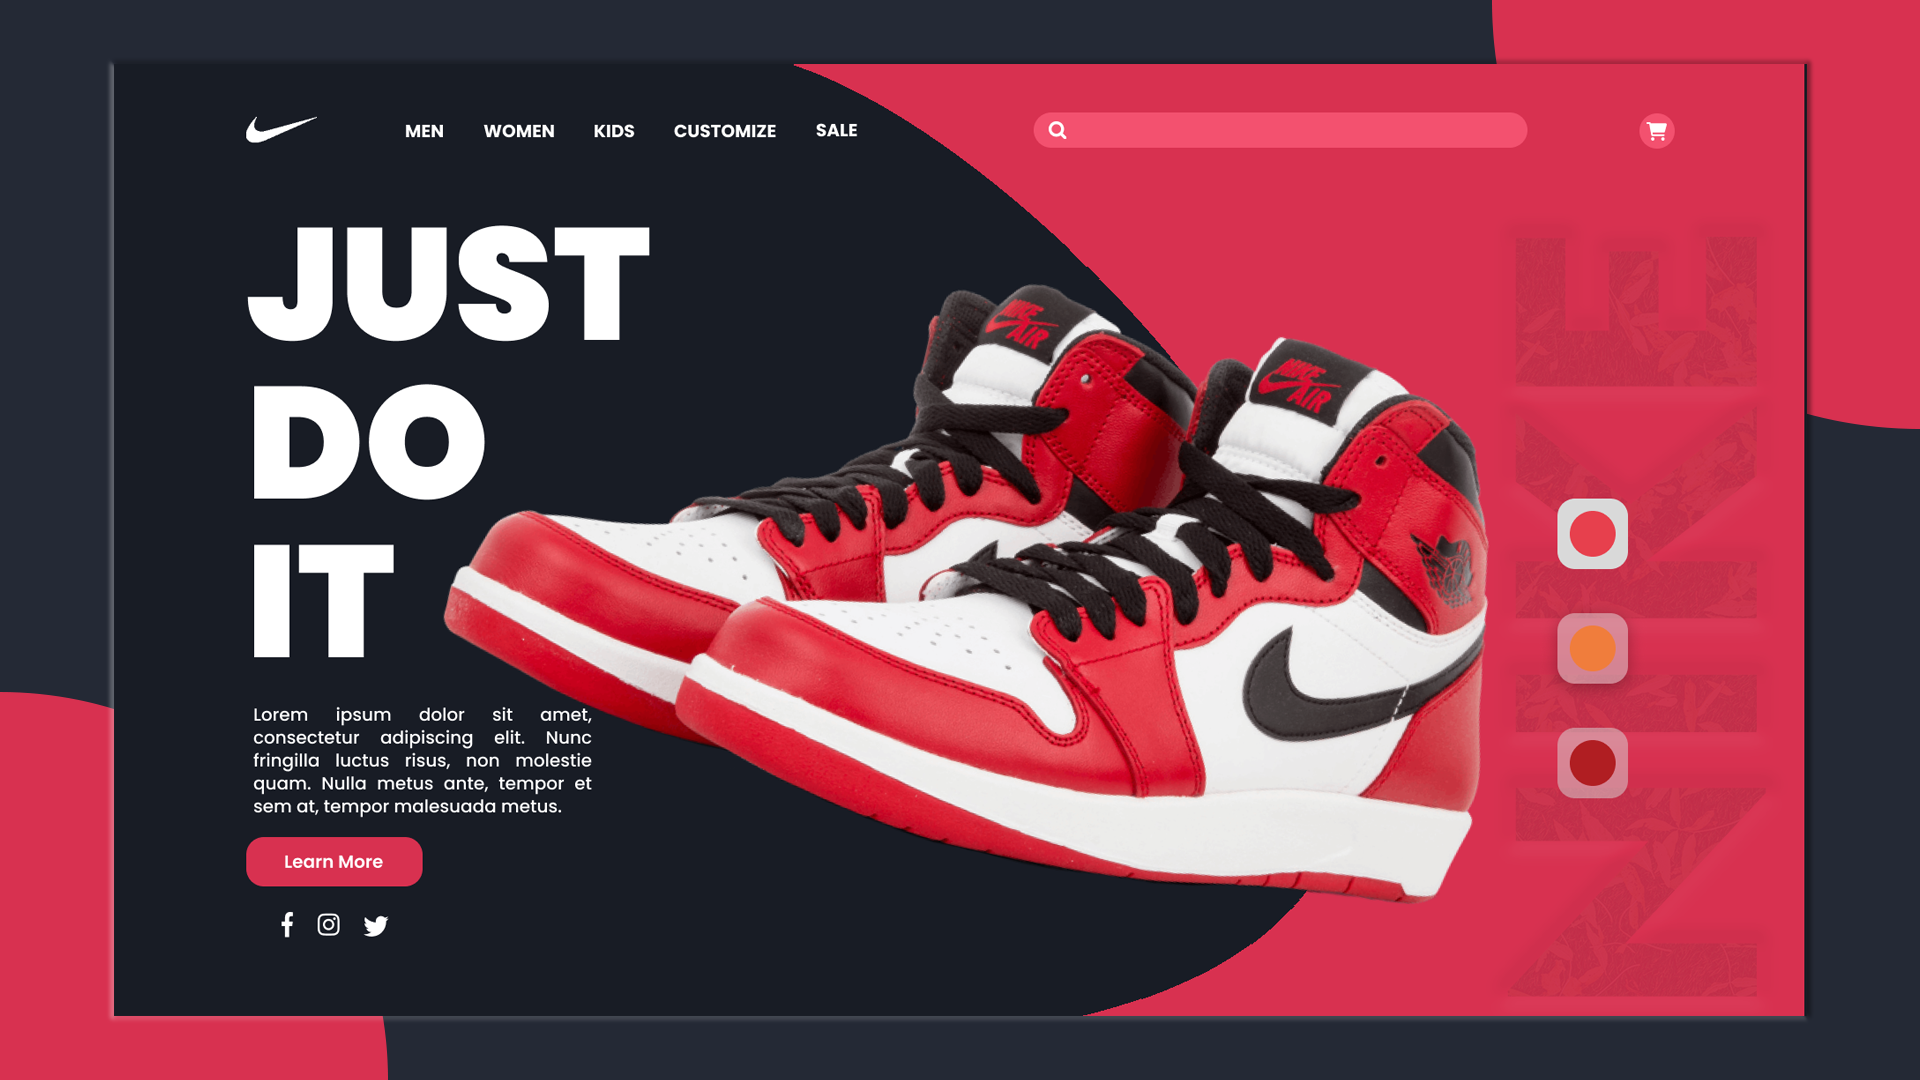 MEN WOMEN KIDS CUSTOMIZE SALE
JUST
DO
IT
NIKE
AIR
NIKE
AIR
NIKE
Lorem ipsum dolor sit amet,
consectetur adipiscing elit. Nunc
fringilla luctus risus, non molestie
quam. Nulla metus ante, tempor et
sem at, tempor malesuada metus.
Learn More